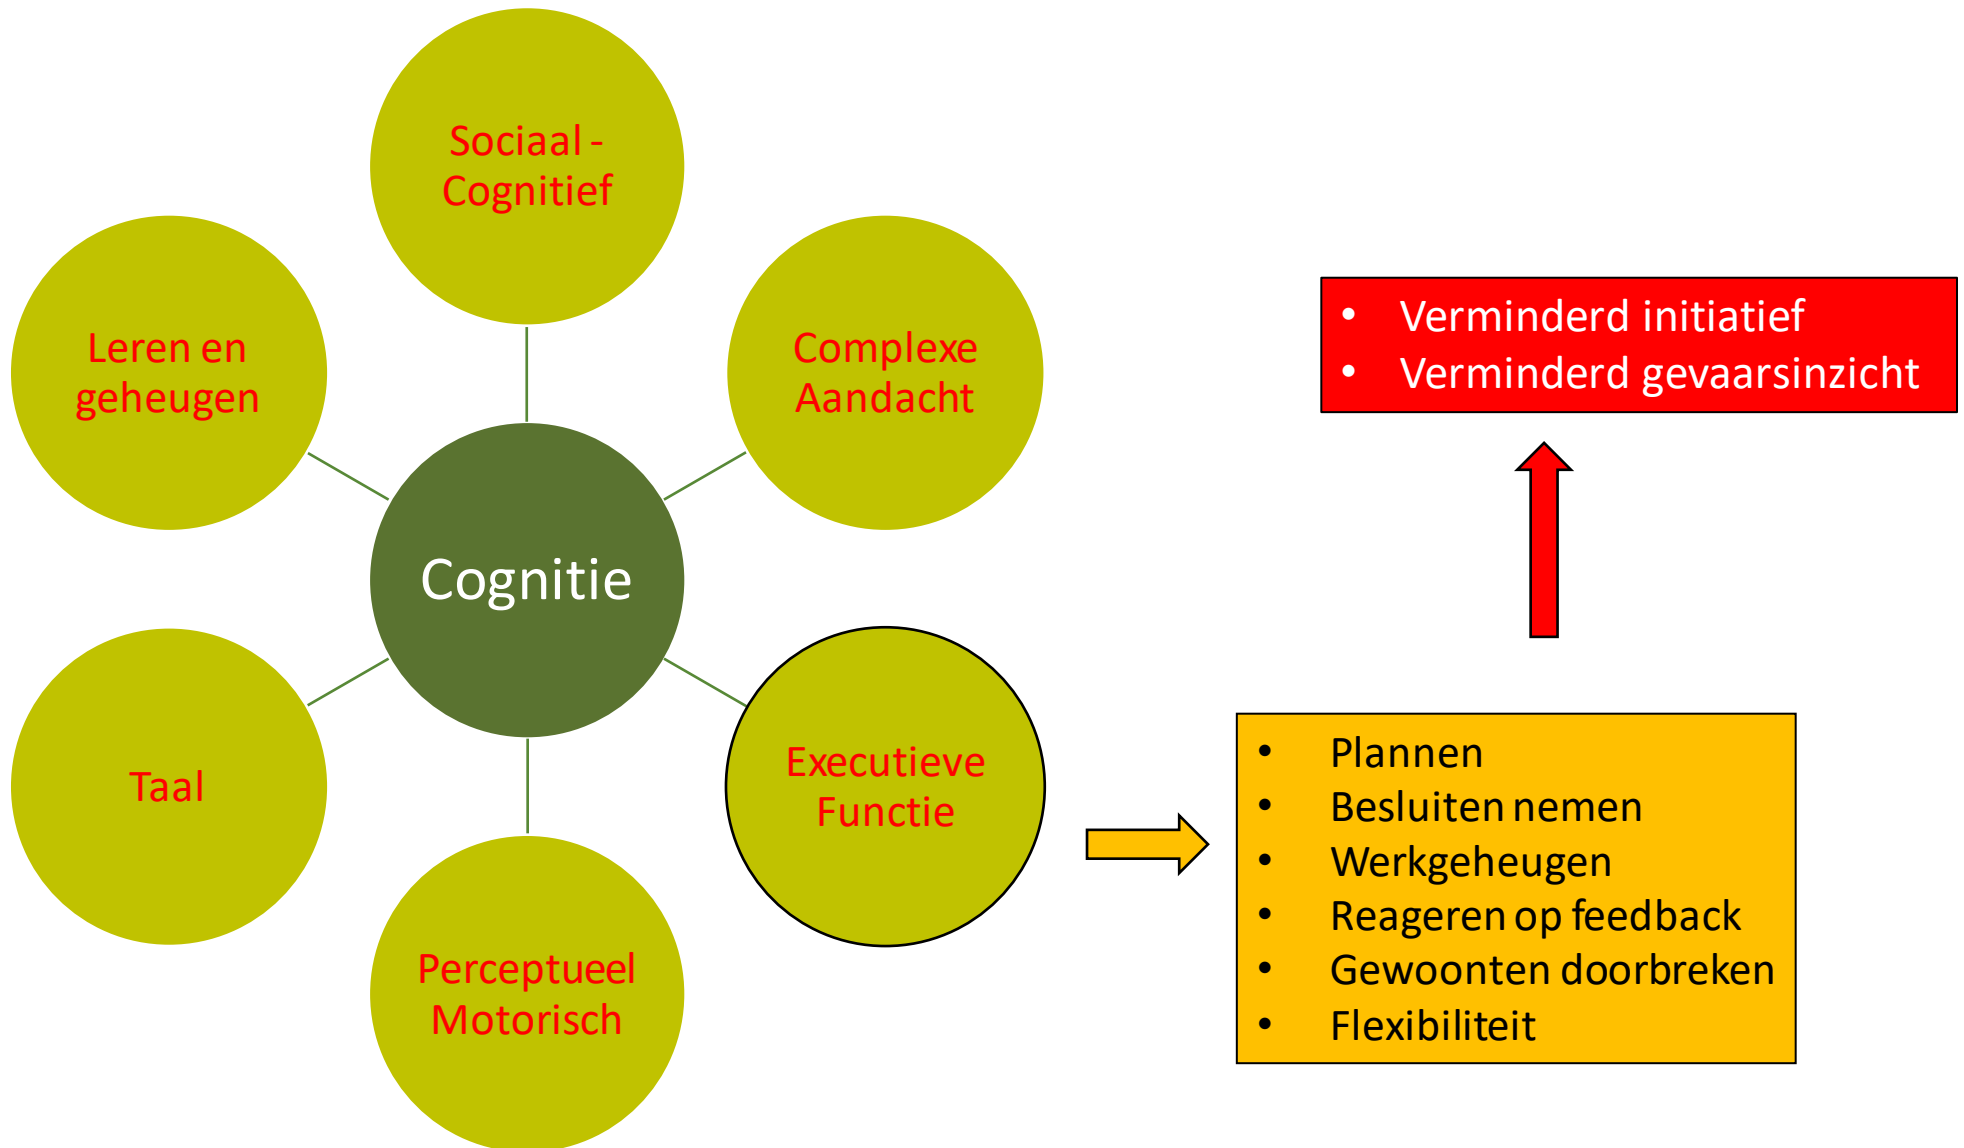 Sociaal -
Cognitief
Leren en
geheugen
Complexe
Aandacht
Cognitie
Taal
Executieve
Functie
Perceptueel
Motorisch
• Verminderd initiatief
• Verminderd gevaarsinzicht
• Plannen
• Besluiten nemen
• Werkgeheugen
• Reageren op feedback
• Gewoonten doorbreken
• Flexibiliteit